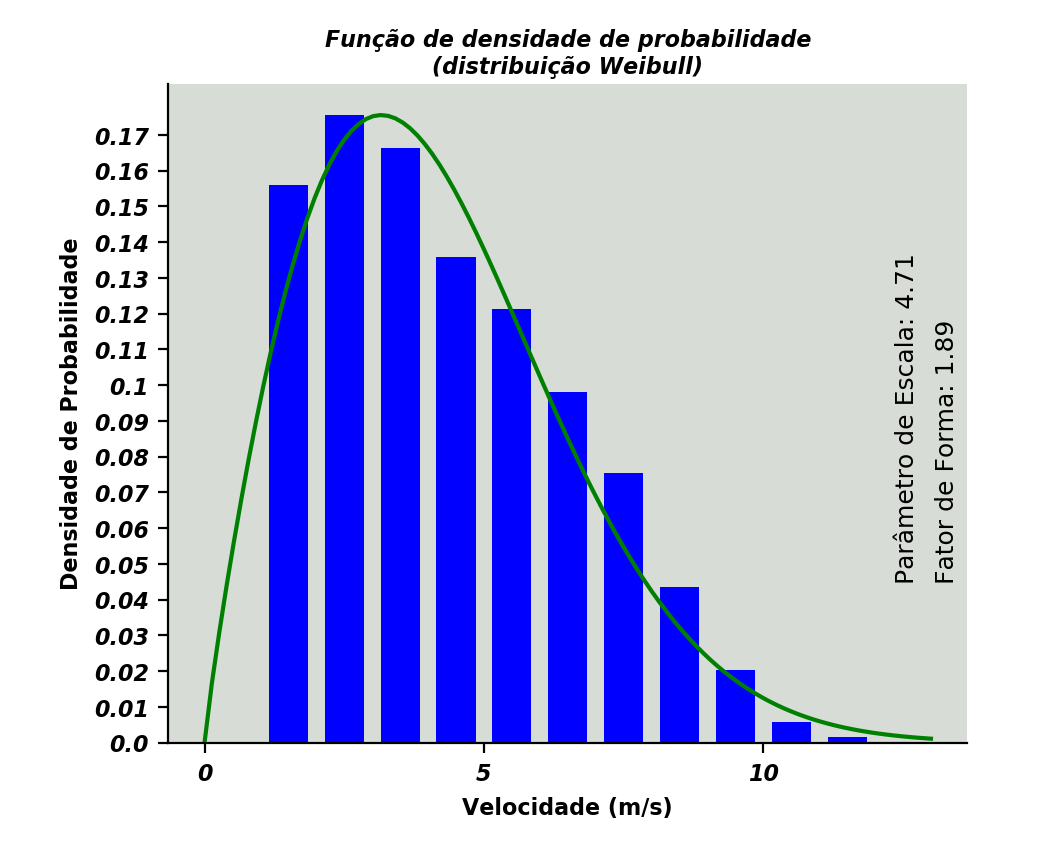 Função de densidade de probabilidade
(distribuição Weibull)
Densidade de Probabilidade
0.17
0.16
0.15
0.14
0.13
0.12
0.11
0.1
0.09
0.08
0.07
0.06
0.05
0.04
0.03
0.02
0.01
0.0
0 5 10
Velocidade (m/s)
Parâmetro de Escala: 4.71
Fator de Forma: 1.89